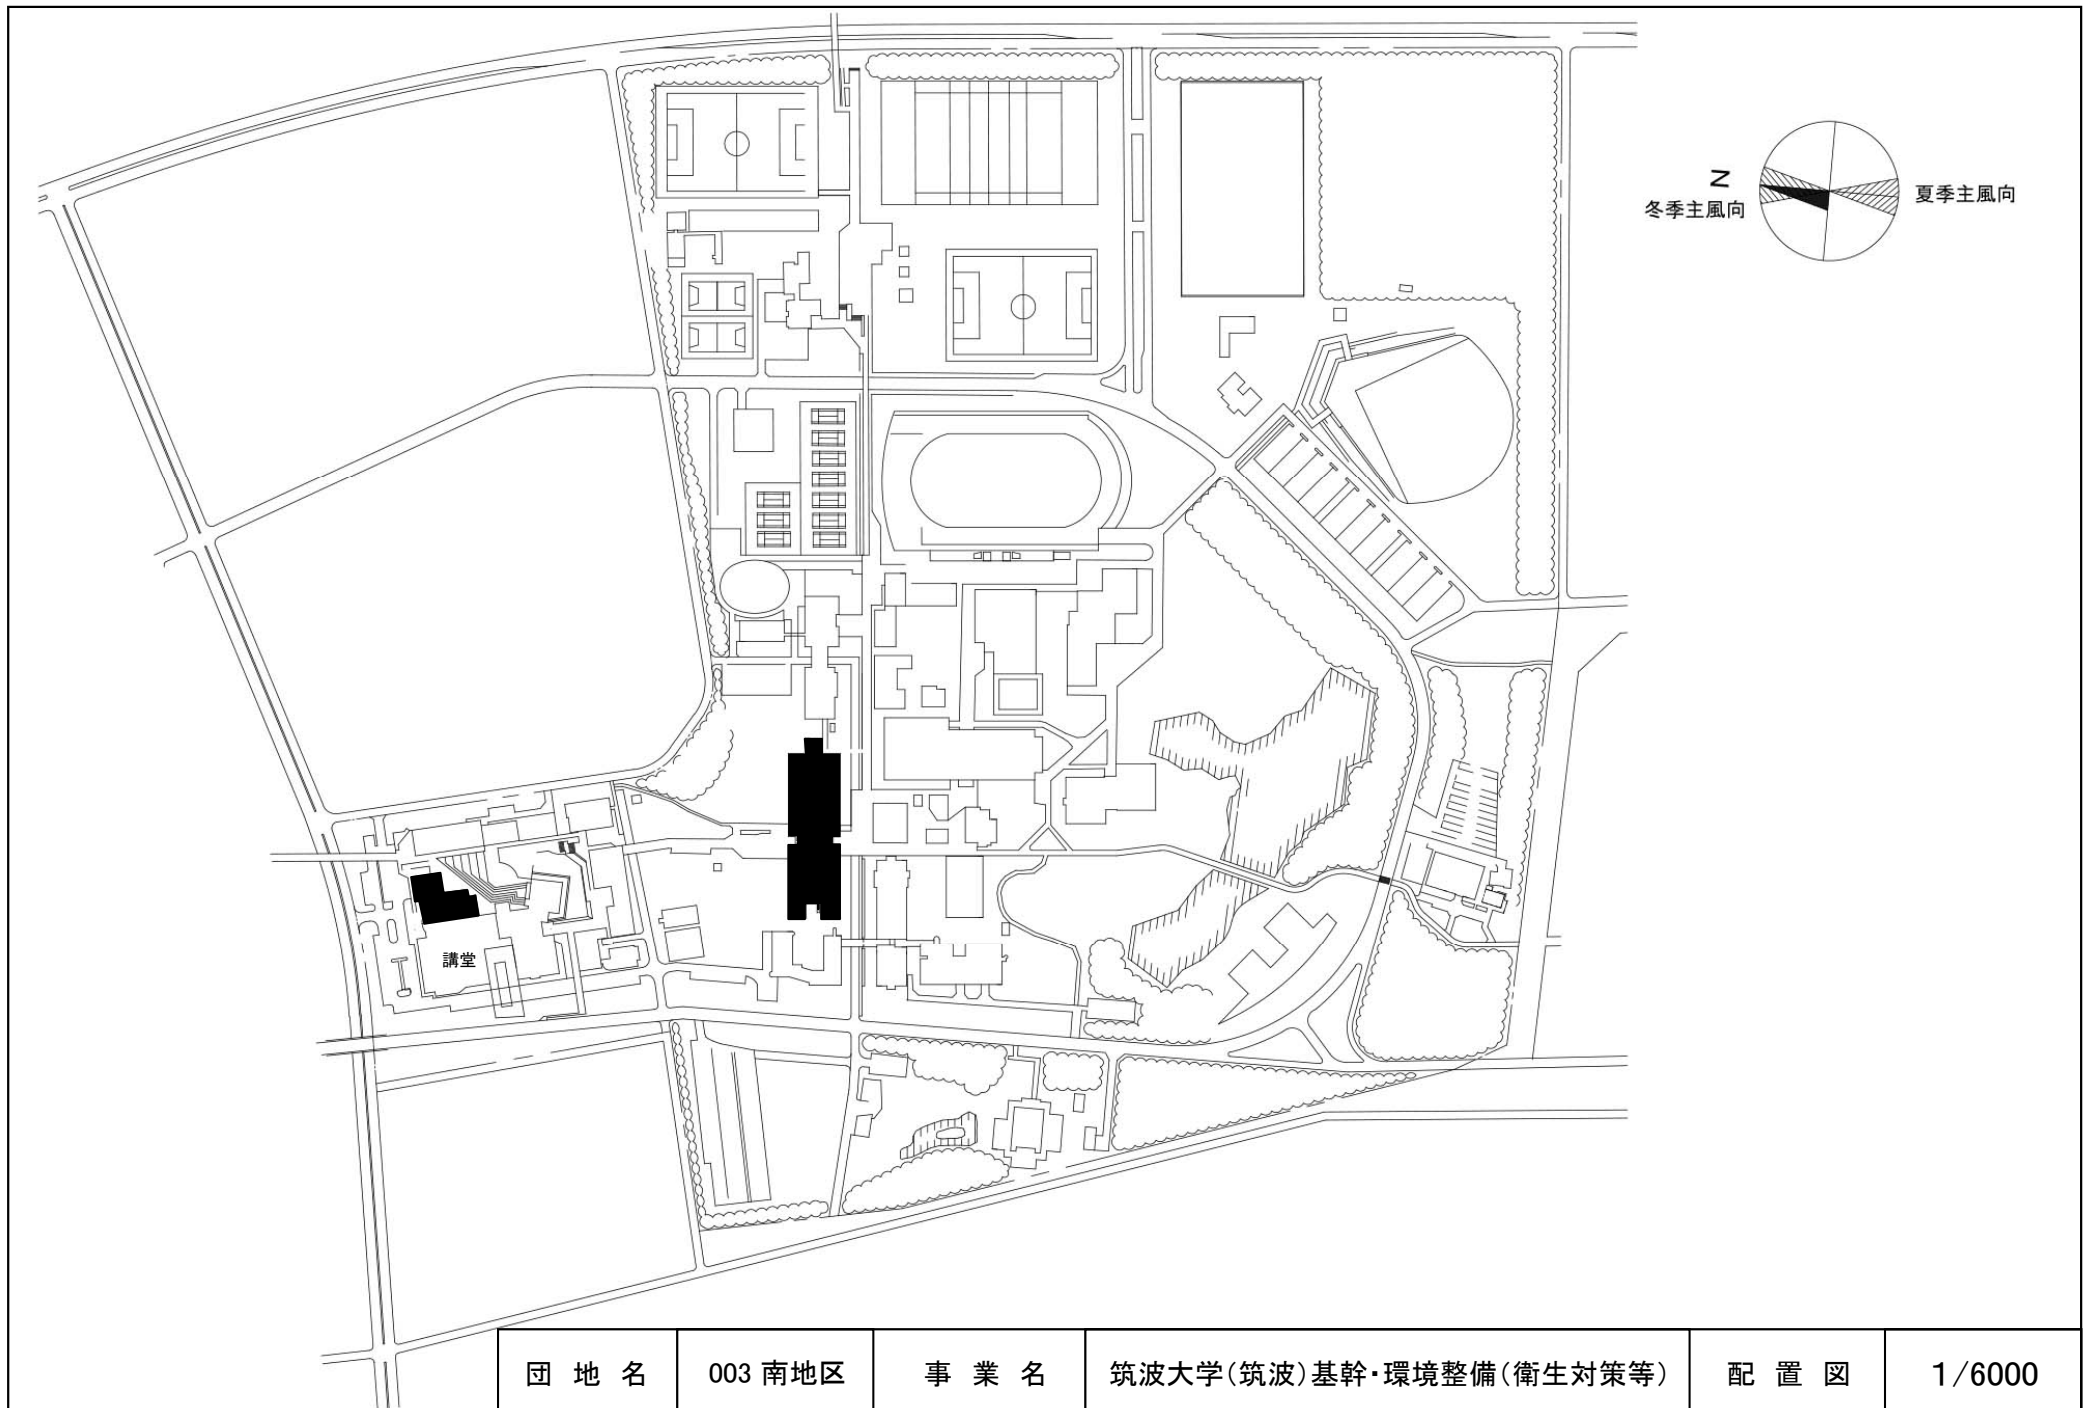 N
冬季主風向
夏季主風向
講堂
団地名 003 南地区 事業名 筑波大学(筑波)基幹・環境整備(衛生対策等) 配置図 1/6000